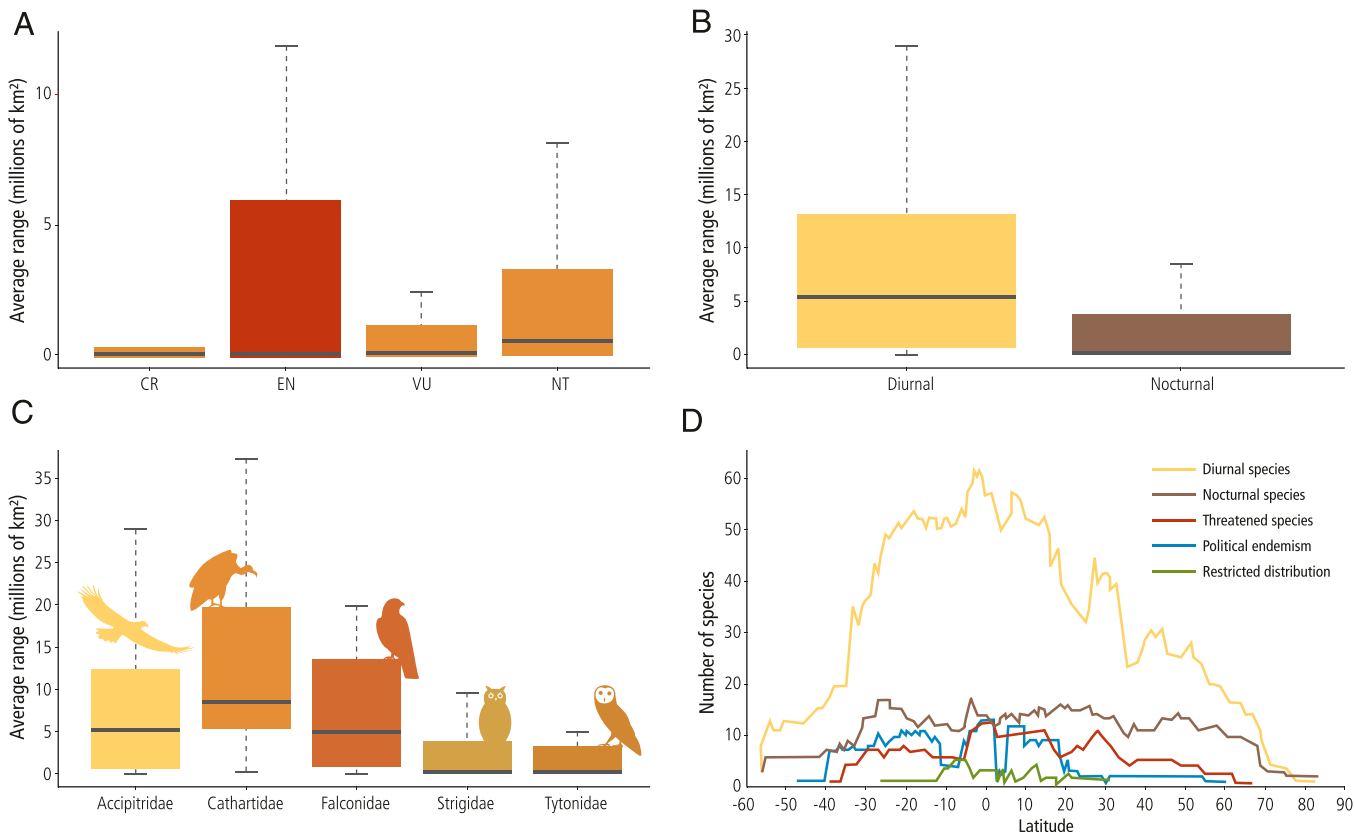 A
Average range (millions of km²)
10
5
0
CR EN VU NT
B
Average range (millions of km²)
30
25
20
15
10
5
0
Diurnal Nocturnal
C
Average range (millions of km²)
35
30
25
20
15
10
5
0
Accipitridae Cathartidae Falconidae Strigidae Tytonidae
D
Number of species
60
50
40
30
20
10
0
-60 -50 -40 -30 -20 -10 0 10 20 30 40 50 60 70 80 90
Latitude
Diurnal species
Nocturnal species
Threatened species
Political endemism
Restricted distribution